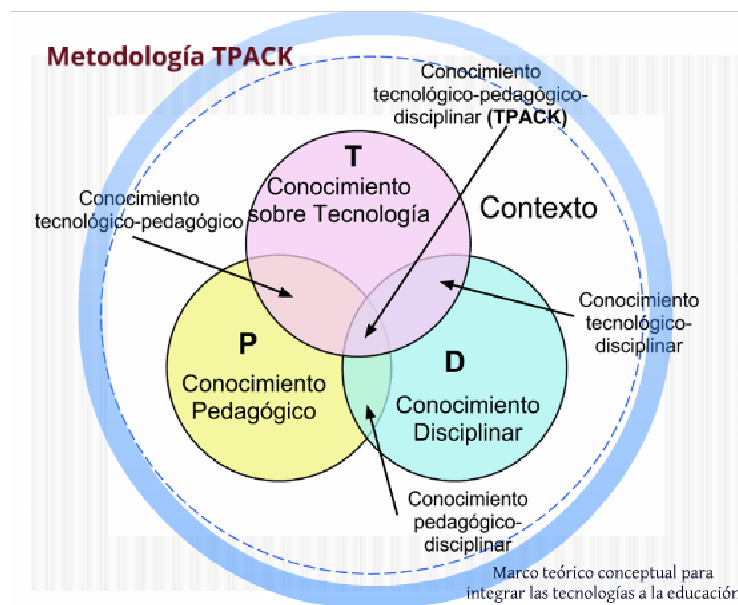 Metodología TPACK
Conocimiento
tecnológico-pedagógico-
disciplinar (TPACK)
T
Conocimiento
sobre Tecnología
Contexto
Conocimiento
tecnológico-pedagógico
Conocimiento
tecnológico-
disciplinar
P
Conocimiento
Pedagógico
D
Conocimiento
Disciplinar
Conocimiento
pedagógico-
disciplinar
Marco teórico conceptual para
integrar las tecnologías a la educación